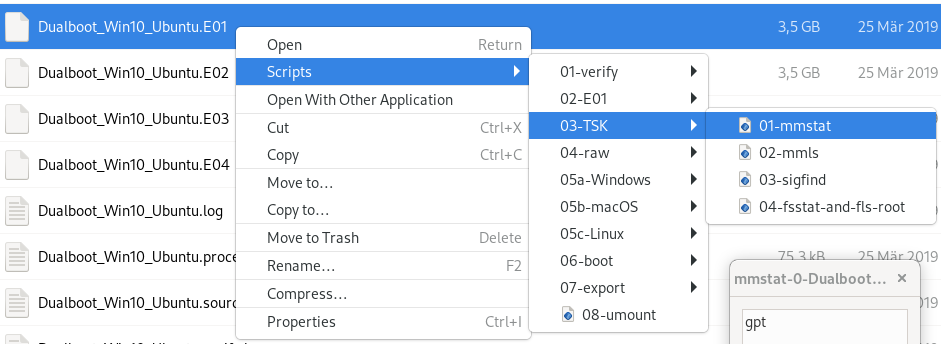 Dualboot_Win10_Ubuntu.E01 3,5 GB 25 Mär 2019
Dualboot_Win10_Ubuntu.E02 3,5 GB 25 Mär 2019
Dualboot_Win10_Ubuntu.E03 2019
Dualboot_Win10_Ubuntu.E04 2019
Dualboot_Win10_Ubuntu.log 2019
Dualboot_Win10_Ubuntu.proce 75,3 kB 25 Mär 2019
Dualboot_Win10_Ubuntu.sourc 2019
Open Return
Scripts
Open With Other Application
Cut Ctrl+X
Copy Ctrl+C
Move to…
Copy to…
Move to Trash Delete
Rename… F2
Compress…
Properties Ctrl+I
01-verify
02-E01
03-TSK
04-raw
05a-Windows
05b-macOS
05c-Linux
06-boot
07-export
08-umount
01-mmstat
02-mmls
03-sigfind
04-fsstat-and-fls-root
mmstat-0-Dualboot… ×
gpt